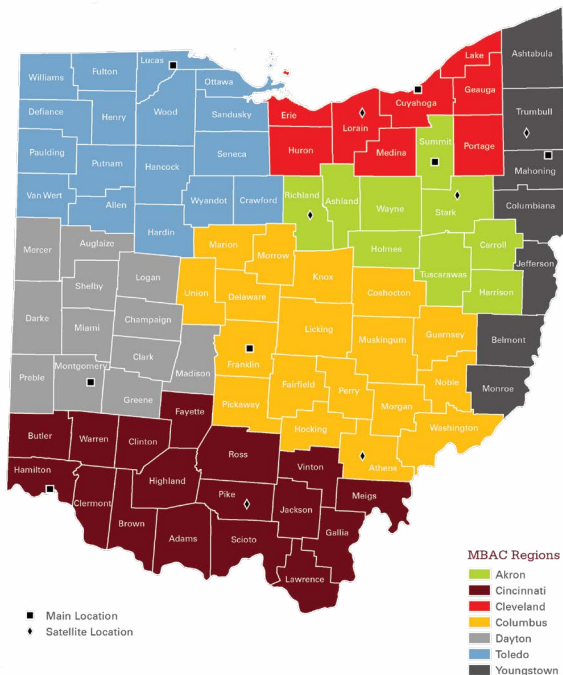 Lake
Ashtabula
Lucas
Fulton
Williams
Ottawa
Geauga
Cuyahoga
Defiance
Henry
Wood
Sandusky
Erie
Lorain
Trumbull
Summit
Huron
Medina
Portage
Paulding
Putnam
Hancock
Seneca
Mahoning
Van Wert
Allen
Wyandot
Crawford
Richland
Ashland
Wayne
Stark
Columbiana
Hardin
Mercer
Auglaize
Marion
Morrow
Holmes
Carroll
Jefferson
Logan
Knox
Tuscarawas
Shelby
Union
Delaware
Coshocton
Harrison
Darke
Miami
Champaign
Licking
Muskingum
Guernsey
Belmont
Clark
Preble
Montgomery
Madison
Franklin
Fairfield
Perry
Noble
Monroe
Greene
Fayette
Pickaway
Morgan
Washington
Hocking
Butler
Warren
Clinton
Ross
Vinton
Athens
Hamilton
Highland
Pike
Meigs
Clermont
Jackson
Brown
Adams
Scioto
Gallia
Lawrence
MBAC Regions
Akron
Cincinnati
Cleveland
Columbus
Dayton
Toledo
Youngstown
Main Location
Satellite Location